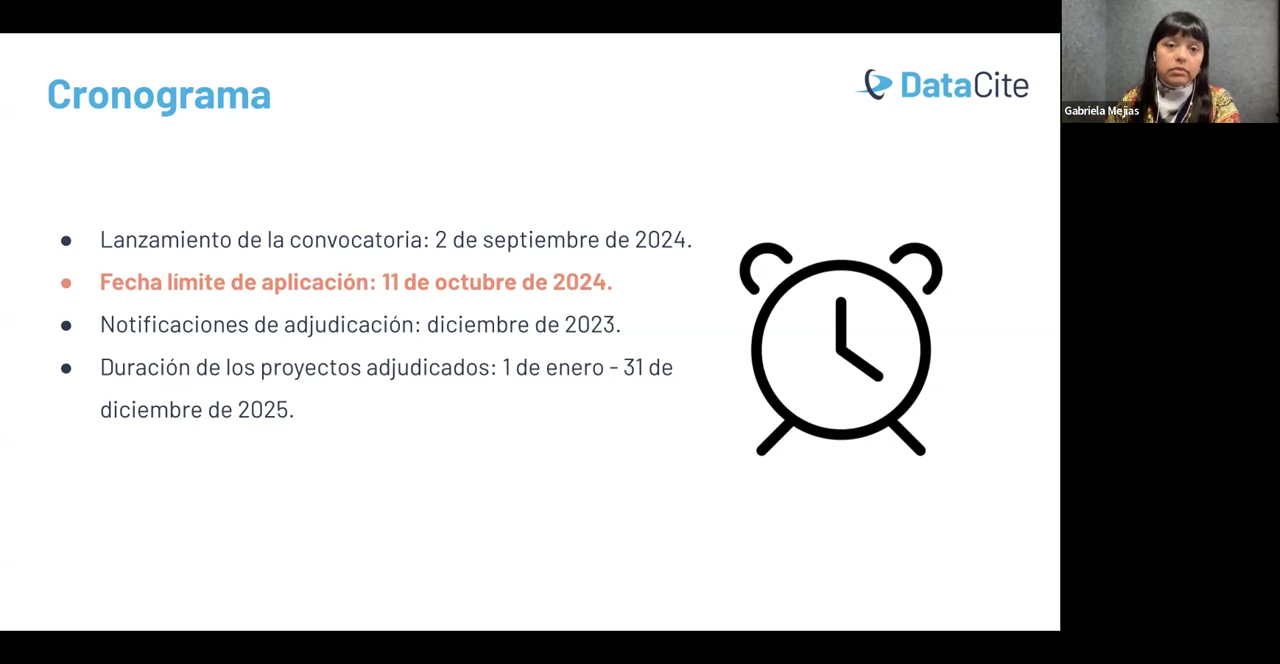 Cronograma
DataCite
Gabriela Mejias
● Lanzamiento de la convocatoria: 2 de septiembre de 2024.
● Fecha límite de aplicación: 11 de octubre de 2024.
● Notificaciones de adjudicación: diciembre de 2023.
● Duración de los proyectos adjudicados: 1 de enero - 31 de
diciembre de 2025.